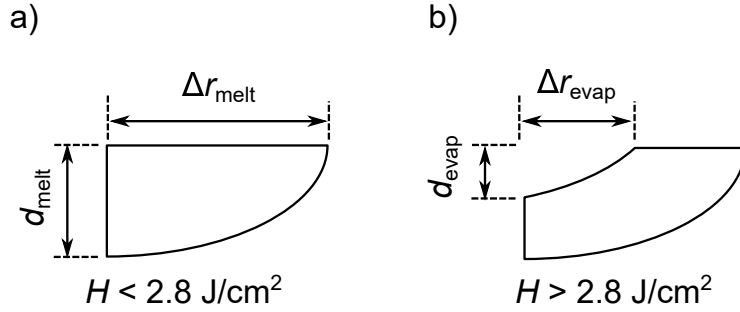 a)
Δr_melt
d_melt
H < 2.8 J/cm²
b)
Δr_evap
d_evap
H > 2.8 J/cm²